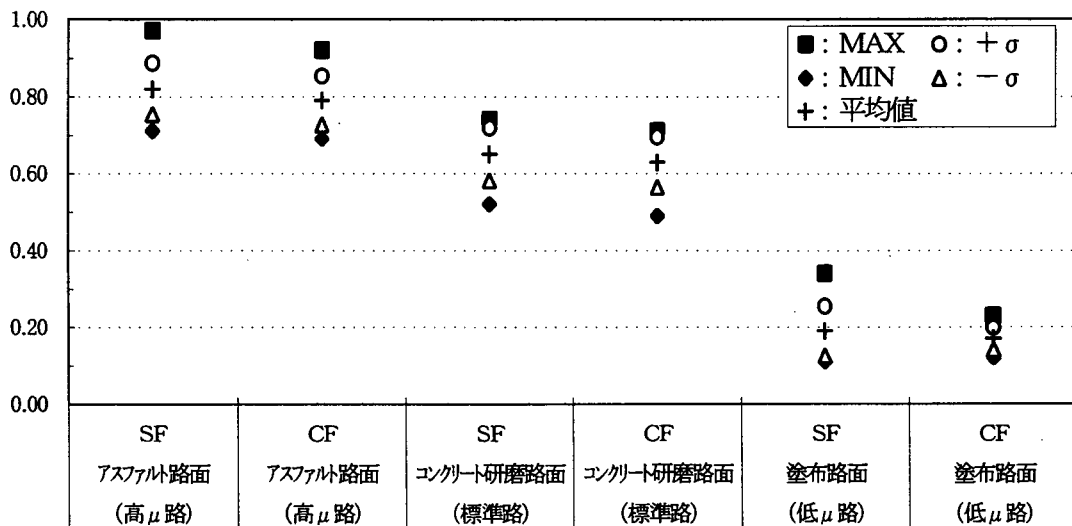 1.00
0.80
0.60
0.40
0.20
0.00
■: MAX ○: +σ
◆: MIN △: −σ
+: 平均値
SF CF SF CF SF CF
アスファルト路面 アスファルト路面 コンクリート研磨路面 コンクリート研磨路面 塗布路面 塗布路面
(高μ路) (高μ路) (標準路) (標準路) (低μ路) (低μ路)